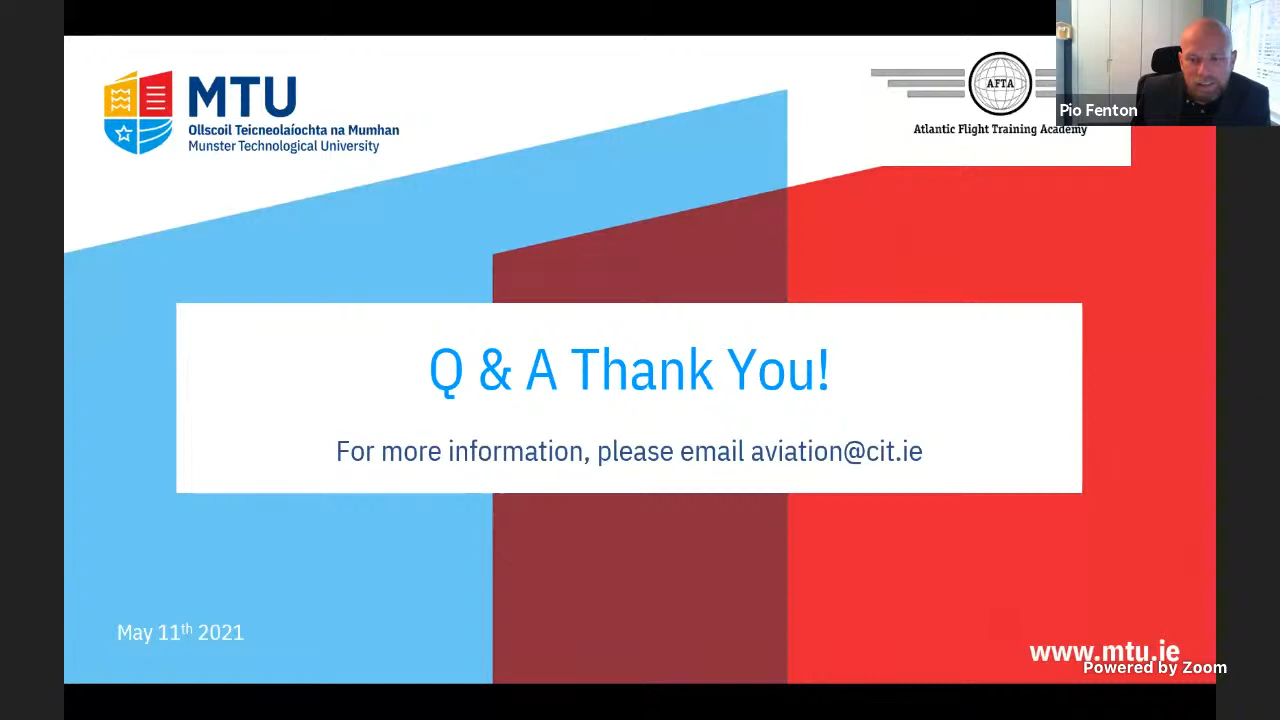 MTU
Ollscoil Teicneolaíochta na Mumhan
Munster Technological University
AFTA
Atlantic Flight Training Academy
Pio Fenton
Q & A Thank You!
For more information, please email aviation@cit.ie
May 11th 2021
www.mtu.ie
Powered by Zoom